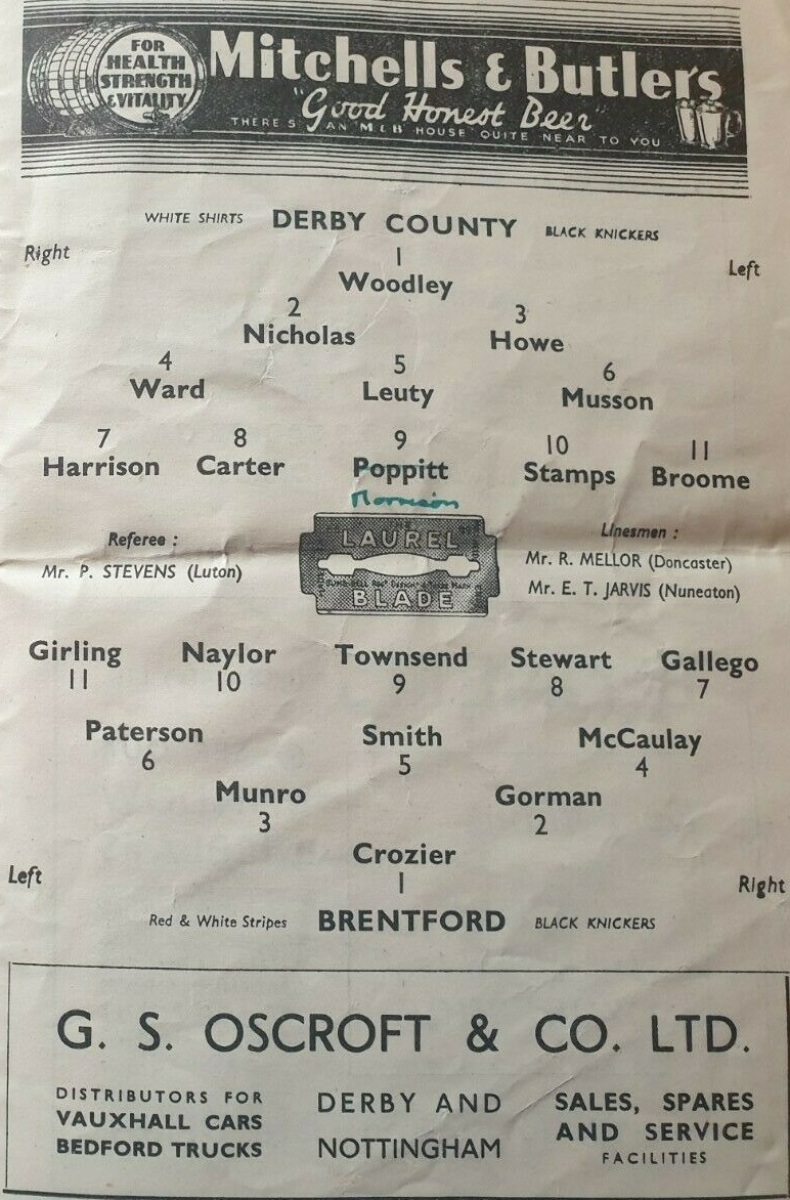 FOR
HEALTH
STRENGTH
& VITALITY
Mitchells & Butlers
"Good Honest Beer"
THERE'S AN M & B HOUSE QUITE NEAR TO YOU
WHITE SHIRTS DERBY COUNTY BLACK KNICKERS
Right Left
1
Woodley
2 3
Nicholas Howe
4 5 6
Ward Leuty Musson
7 8 9 10 11
Harrison Carter Poppitt Stamps Broome
Morrison
Referee : Linesmen :
Mr. P. STEVENS (Luton) Mr. R. MELLOR (Doncaster)
Mr. E. T. JARVIS (Nuneaton)
LAUREL
BLADE
Girling Naylor Townsend Stewart Gallego
11 10 9 8 7
Paterson Smith McCaulay
6 5 4
Munro Gorman
3 2
Crozier
1
Left Right
Red & White Stripes BRENTFORD BLACK KNICKERS
G. S. OSCROFT & CO. LTD.
DISTRIBUTORS FOR
VAUXHALL CARS
BEDFORD TRUCKS
DERBY AND
NOTTINGHAM
SALES, SPARES
AND SERVICE
FACILITIES